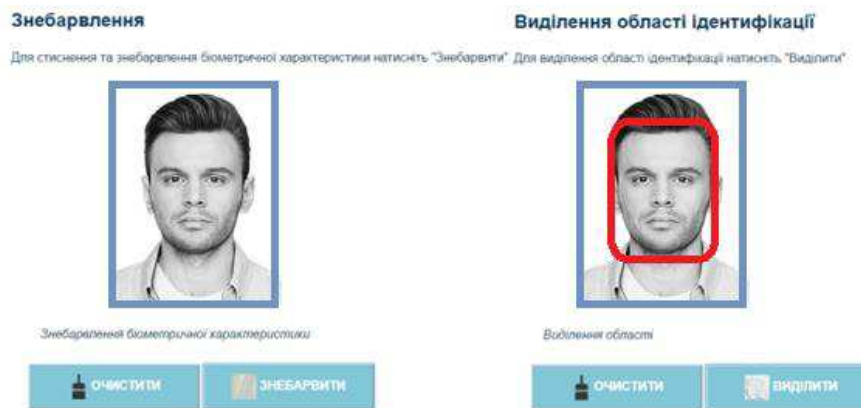 Знебарвлення
Для стиснення та знебарвлення біометричної характеристики натисніть "Знебарвити"
Знебарвлення біометричної характеристики
ОЧИСТИТИ
ЗНЕБАРВИТИ
Виділення області ідентифікації
Для виділення області ідентифікації натисніть "Виділити"
Виділення області
ОЧИСТИТИ
ВИДІЛИТИ